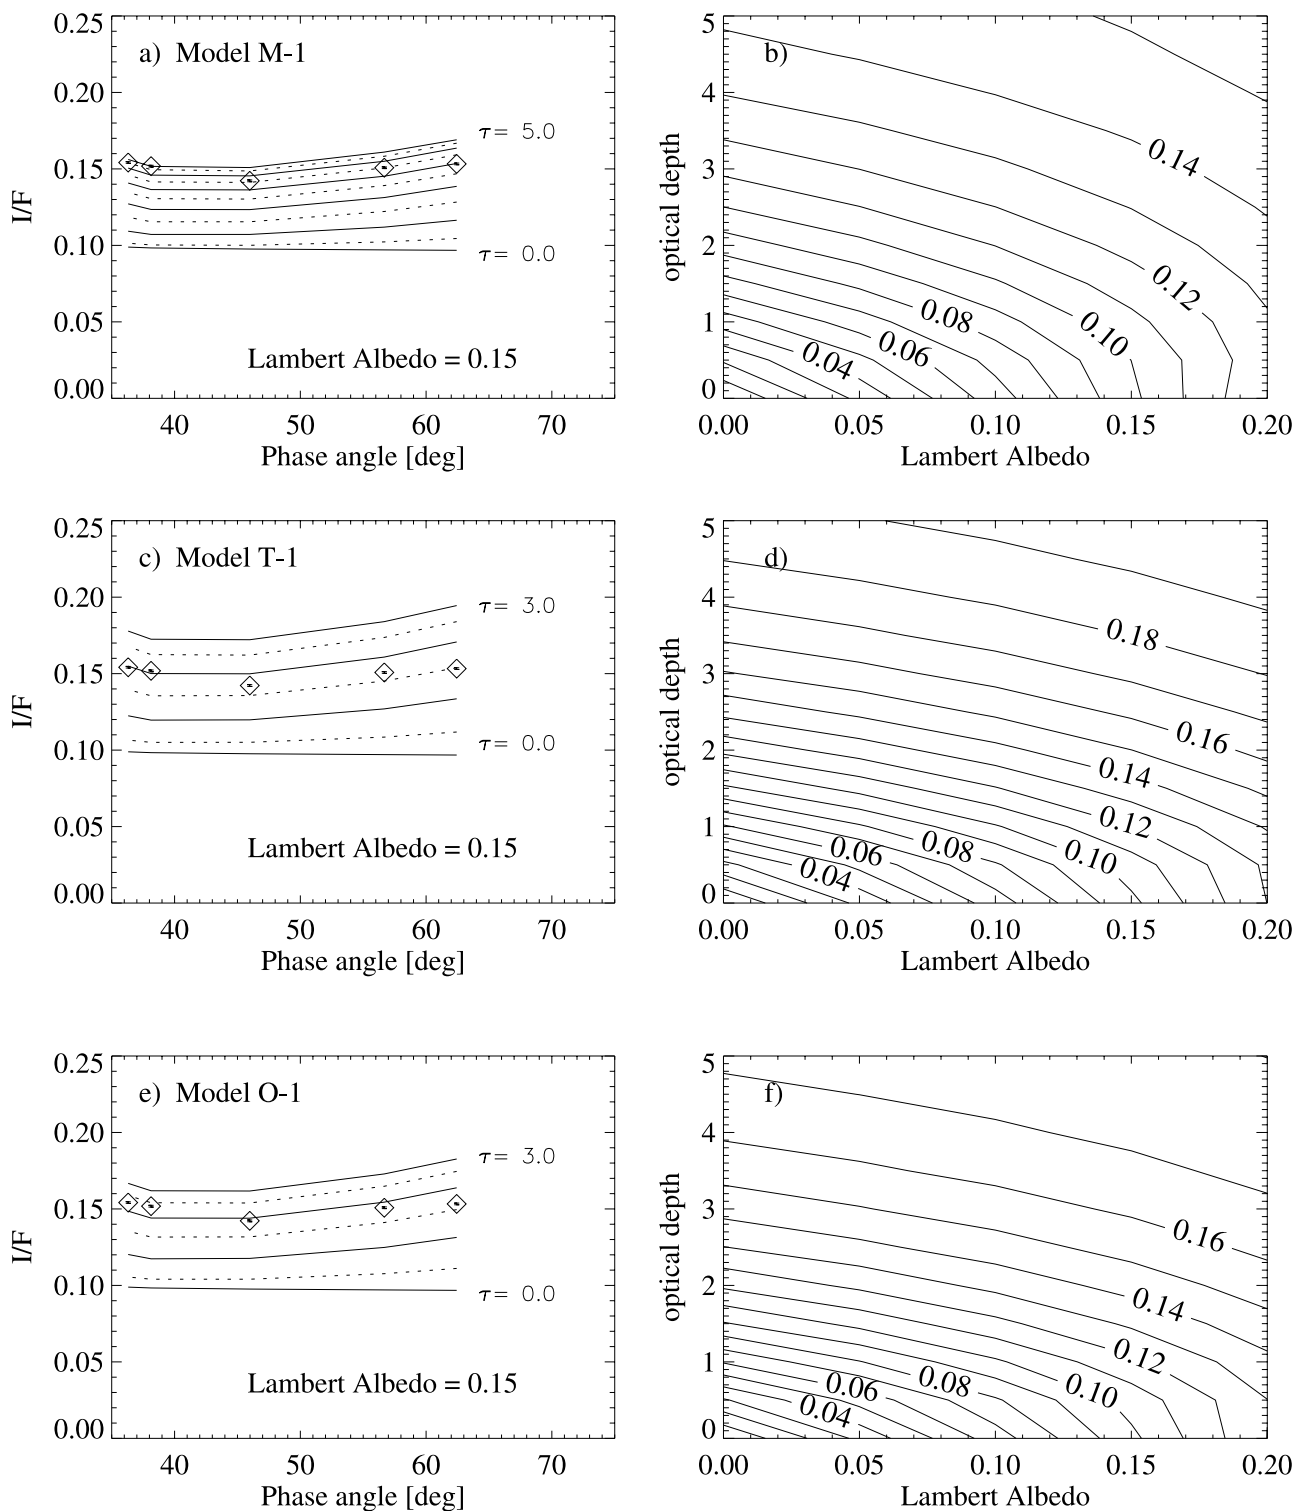 0.25
a) Model M-1
0.20
τ= 5.0
0.15
I/F
0.10
τ= 0.0
0.05
Lambert Albedo = 0.15
0.00
40 50 60 70
Phase angle [deg]
5
b)
4
0.14
3
optical depth
2
0.12
1
0.10
0.08
0.06
0.04
0
0.00 0.05 0.10 0.15 0.20
Lambert Albedo
0.25
c) Model T-1
0.20
τ= 3.0
0.15
I/F
0.10
τ= 0.0
0.05
Lambert Albedo = 0.15
0.00
40 50 60 70
Phase angle [deg]
5
d)
4
0.18
3
optical depth
0.16
2
0.14
0.12
1
0.10
0.08
0.06
0.04
0
0.00 0.05 0.10 0.15 0.20
Lambert Albedo
0.25
e) Model O-1
0.20
τ= 3.0
0.15
I/F
0.10
τ= 0.0
0.05
Lambert Albedo = 0.15
0.00
40 50 60 70
Phase angle [deg]
5
f)
4
3
optical depth
0.16
2
0.14
0.12
1
0.10
0.08
0.06
0.04
0
0.00 0.05 0.10 0.15 0.20
Lambert Albedo